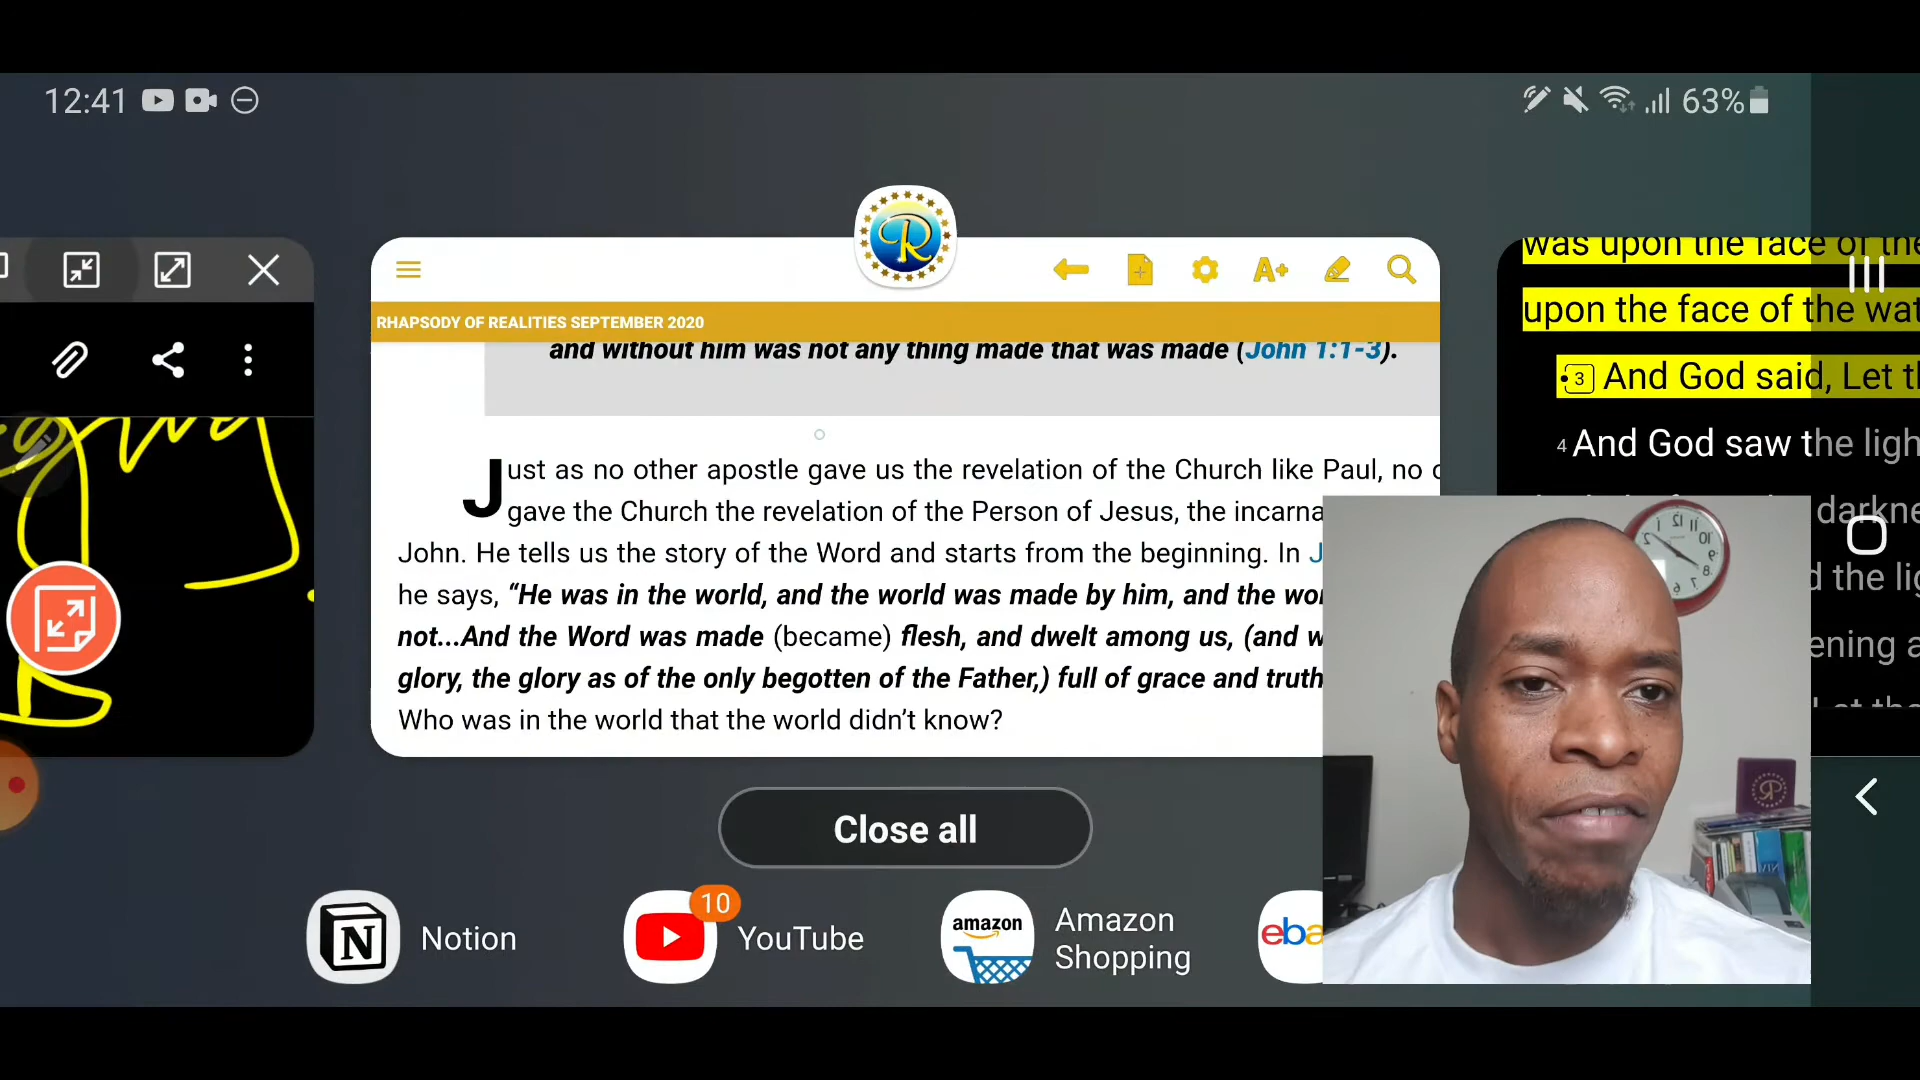 12:41
63%
RHAPSODY OF REALITIES SEPTEMBER 2020
and without him was not any thing made that was made (John 1:1-3).
Just as no other apostle gave us the revelation of the Church like Paul, no
gave the Church the revelation of the Person of Jesus, the incarna
John. He tells us the story of the Word and starts from the beginning. In J
he says, “He was in the world, and the world was made by him, and the wor
not...And the Word was made (became) flesh, and dwelt among us, (and w
glory, the glory as of the only begotten of the Father,) full of grace and truth
Who was in the world that the world didn’t know?
was upon the face of the
upon the face of the wat
3 And God said, Let th
4 And God saw the ligh
darkne
d the lig
ening a
R
A+
Close all
N
Notion
10
YouTube
amazon
Amazon
Shopping
eba